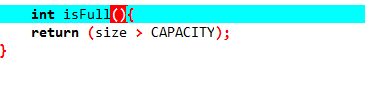 int isFull(){
return (size > CAPACITY);
}